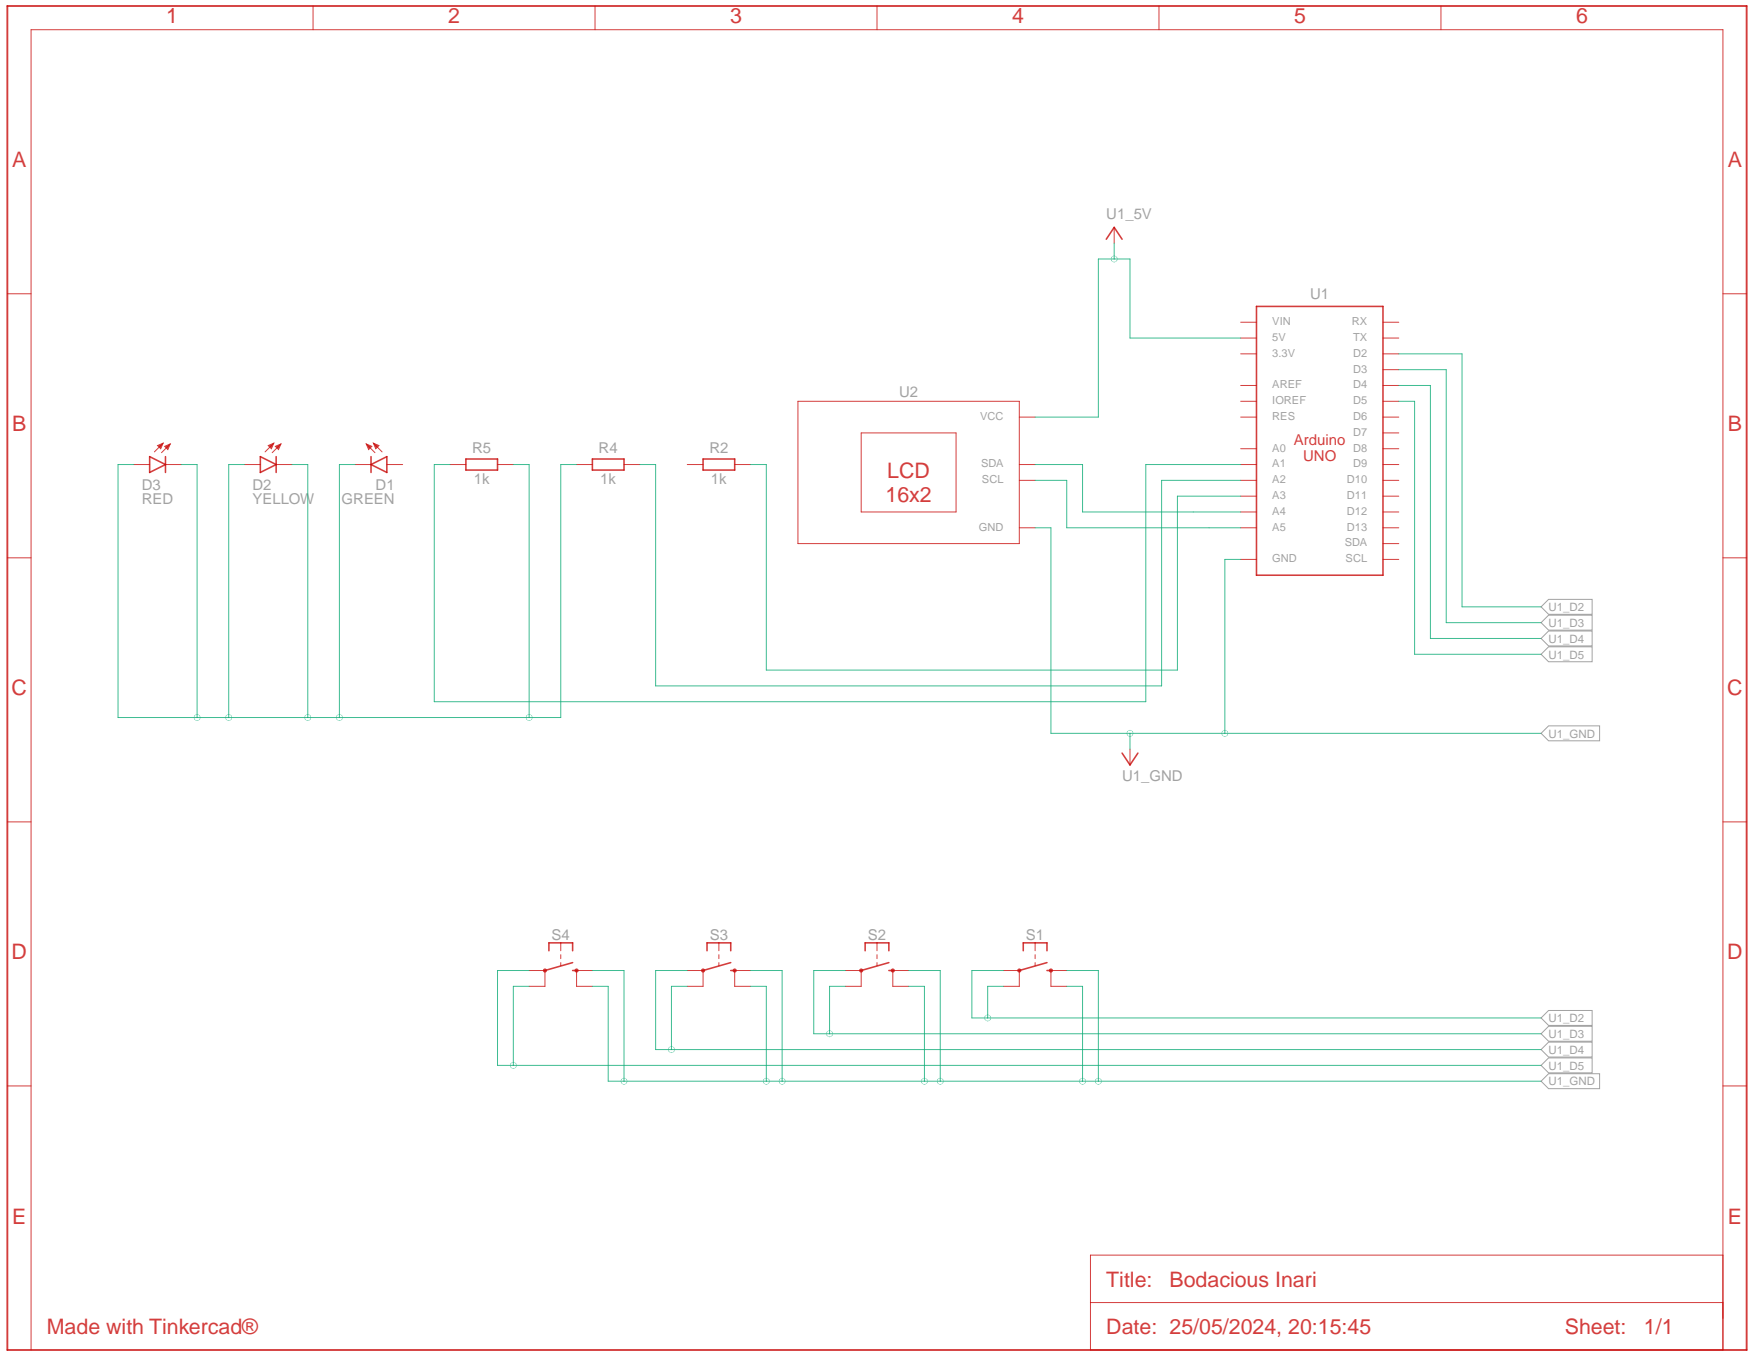 1 2 3 4 5 6
A A
U1_5V
U1
VIN RX
5V TX
3.3V D2
D3
AREF D4
IOREF D5
RES D6
D7
A0 D8
A1 D9
A2 D10
A3 D11
A4 D12
A5 D13
SDA
GND SCL
Arduino
UNO
B B
U2
VCC
SDA
SCL
GND
LCD
16x2
D3
RED
D2
YELLOW
D1
GREEN
R5
1k
R4
1k
R2
1k
U1_D2
U1_D3
U1_D4
U1_D5
C C
U1_GND
U1_GND
D D
S4 S3 S2 S1
U1_D2
U1_D3
U1_D4
U1_D5
U1_GND
E E
Title: Bodacious Inari
Made with Tinkercad®
Date: 25/05/2024, 20:15:45 Sheet: 1/1